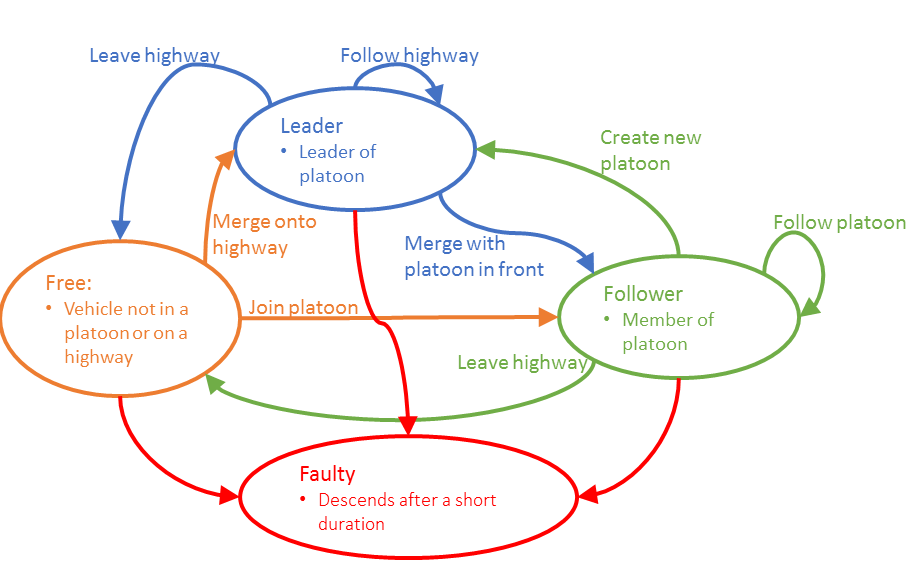 Leave highway
Follow highway
Leader
• Leader of
platoon
Create new
platoon
Merge onto
highway
Merge with
platoon in front
Follow platoon
Free:
• Vehicle not in a
platoon or on a
highway
Join platoon
Follower
• Member of
platoon
Leave highway
Faulty
• Descends after a short
duration